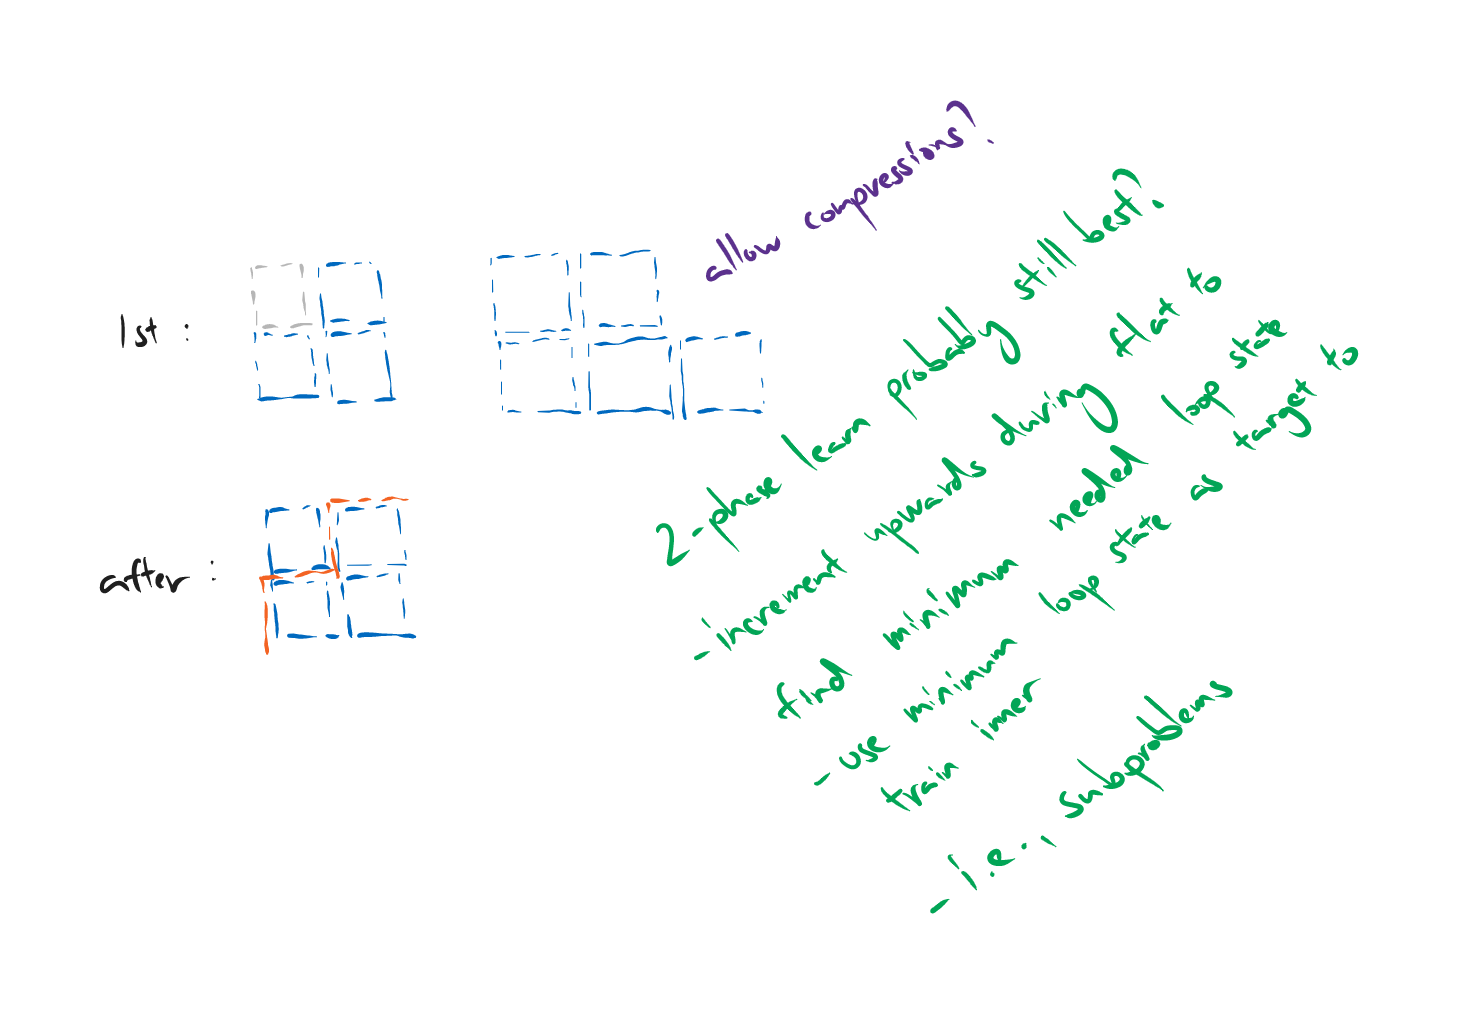 allow compressions?
1st :
after :
2-phase learn probably still best?
- increment upwards during flat to
find minimum needed loop state
- use minimum loop state as target to
train inner
- i.e., subproblems